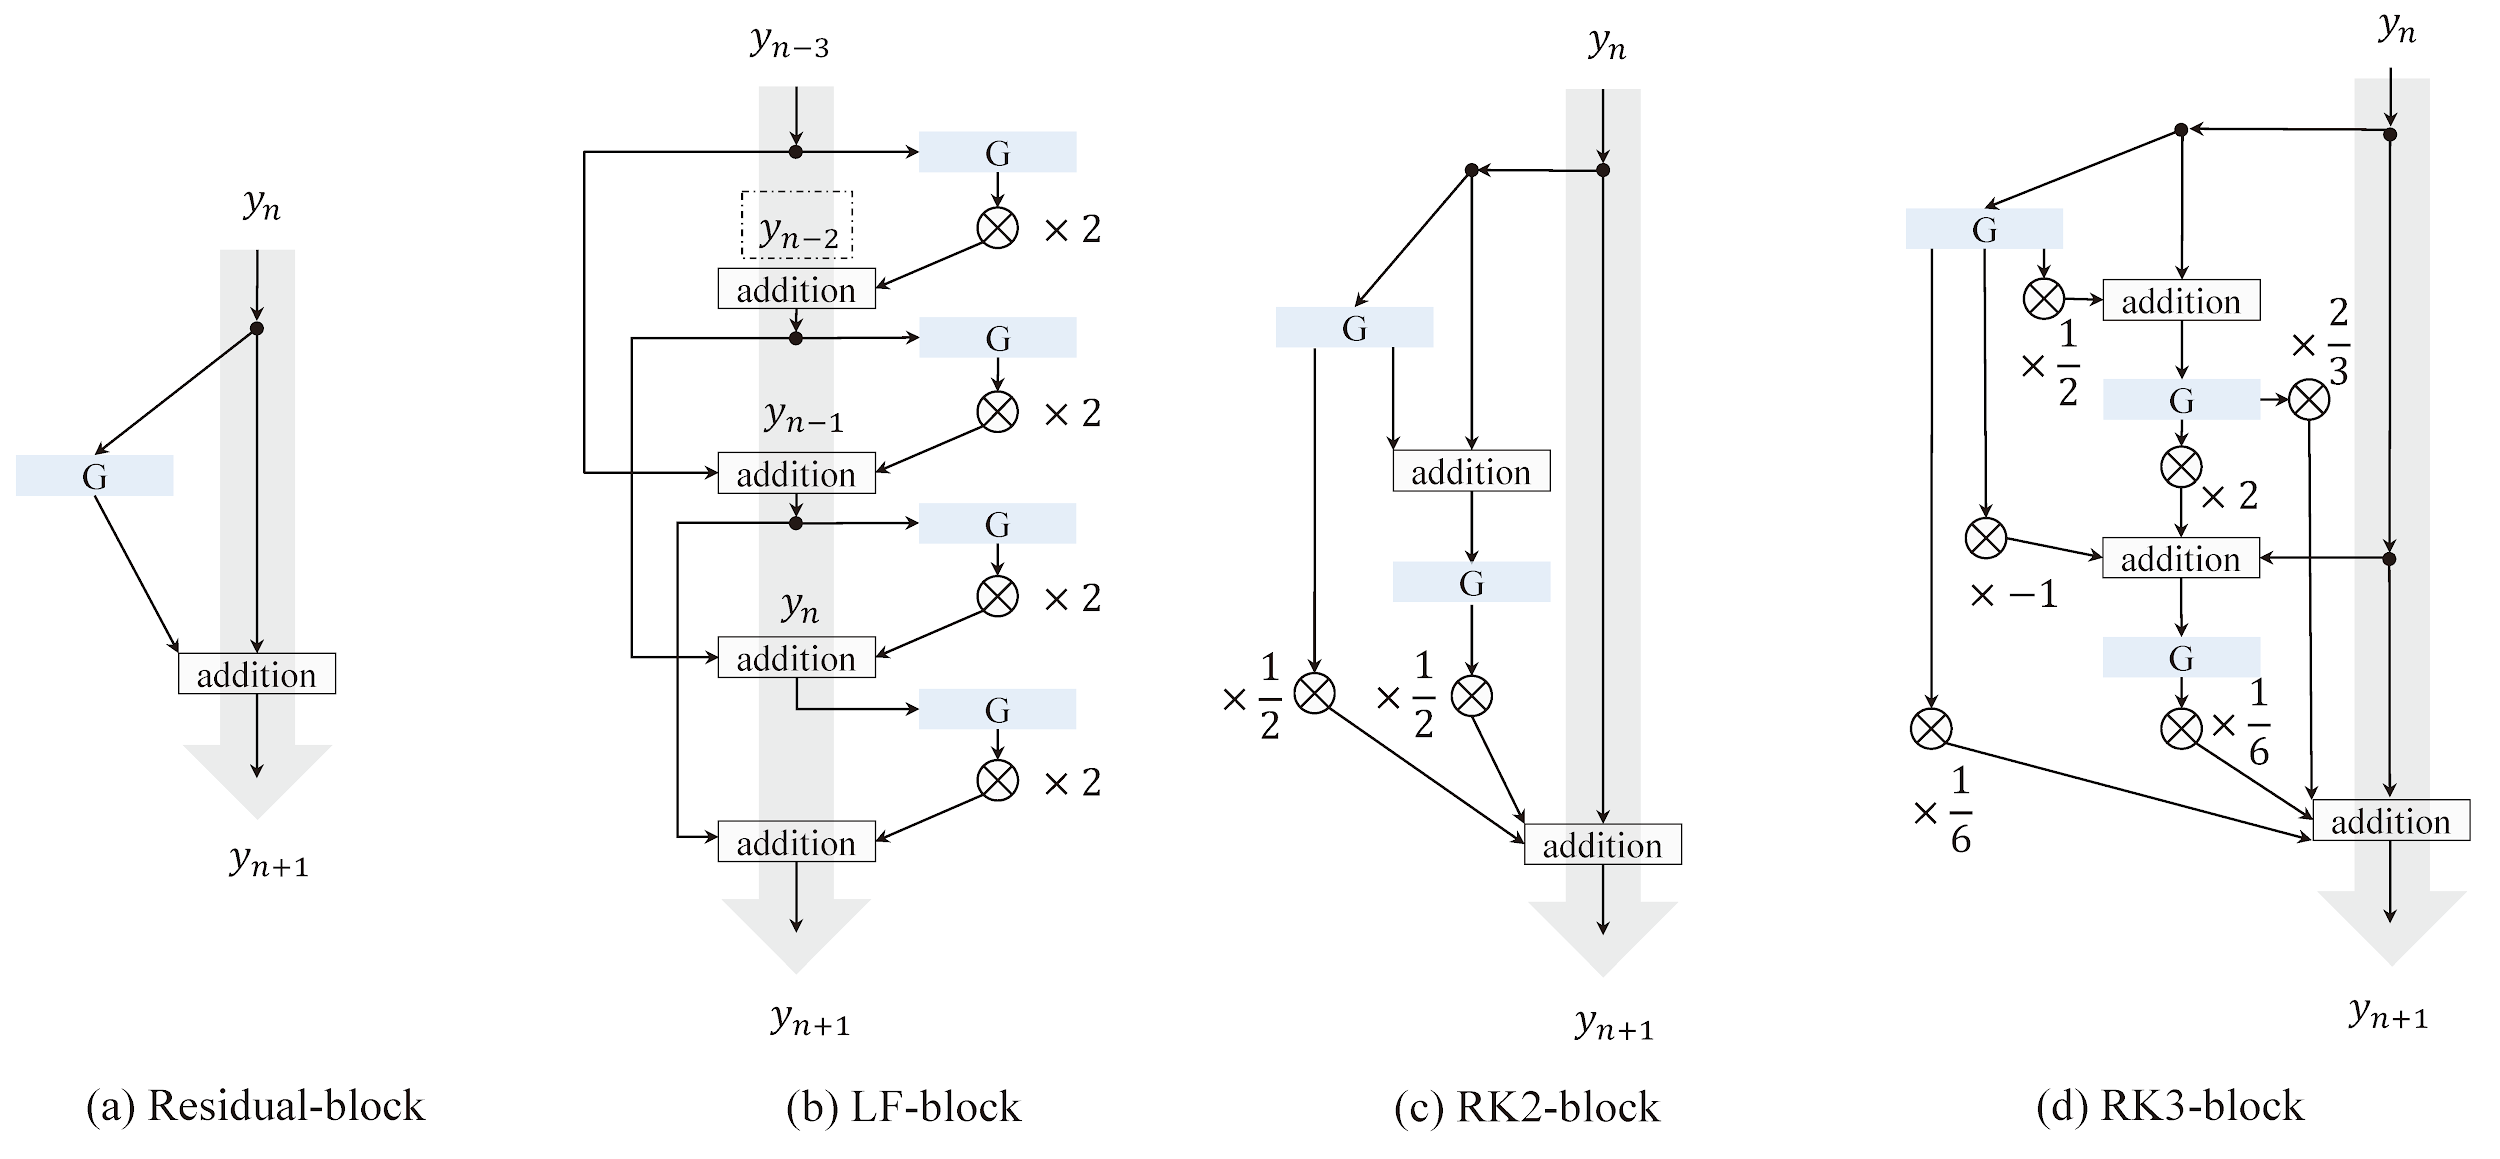 y_n
G
addition
y_{n+1}
(a) Residual-block
y_{n−3}
G
× 2
y_{n−2}
addition
G
× 2
y_{n−1}
addition
G
× 2
y_n
addition
G
× 2
addition
y_{n+1}
(b) LF-block
y_n
G
addition
G
× 1/2
× 1/2
addition
y_{n+1}
(c) RK2-block
y_n
G
addition
× 1/2
× 2/3
G
× 2
addition
× −1
G
× 1/6
× 1/6
addition
y_{n+1}
(d) RK3-block